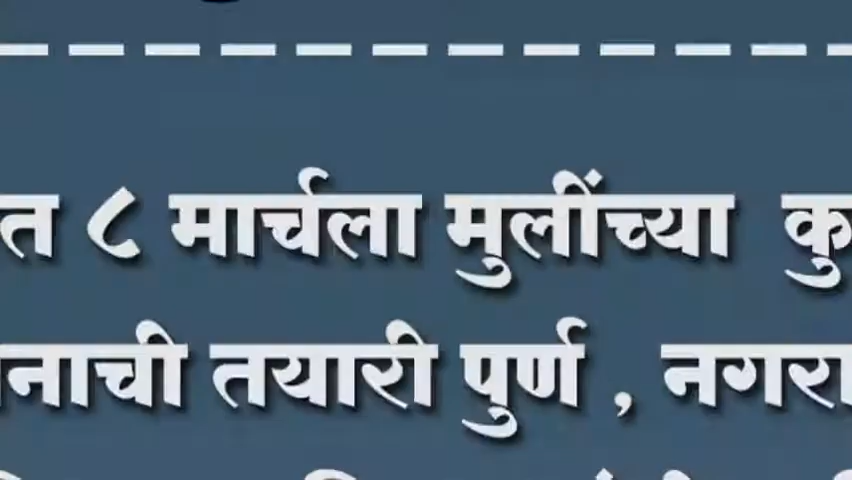 त ८ मार्चला मुलींच्या कु
नाची तयारी पुर्ण , नगरा